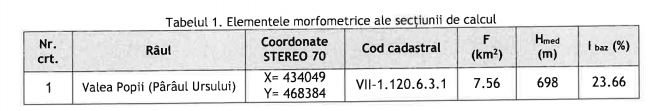 Tabelul 1. Elementele morfometrice ale secțiunii de calcul
Nr. crt. Râul Coordonate STEREO 70 Cod cadastral F (km²) Hmed (m) I baz (%)
1 Valea Popii (Pârâul Ursului) X= 434049 Y= 468384 VII-1.120.6.3.1 7.56 698 23.66